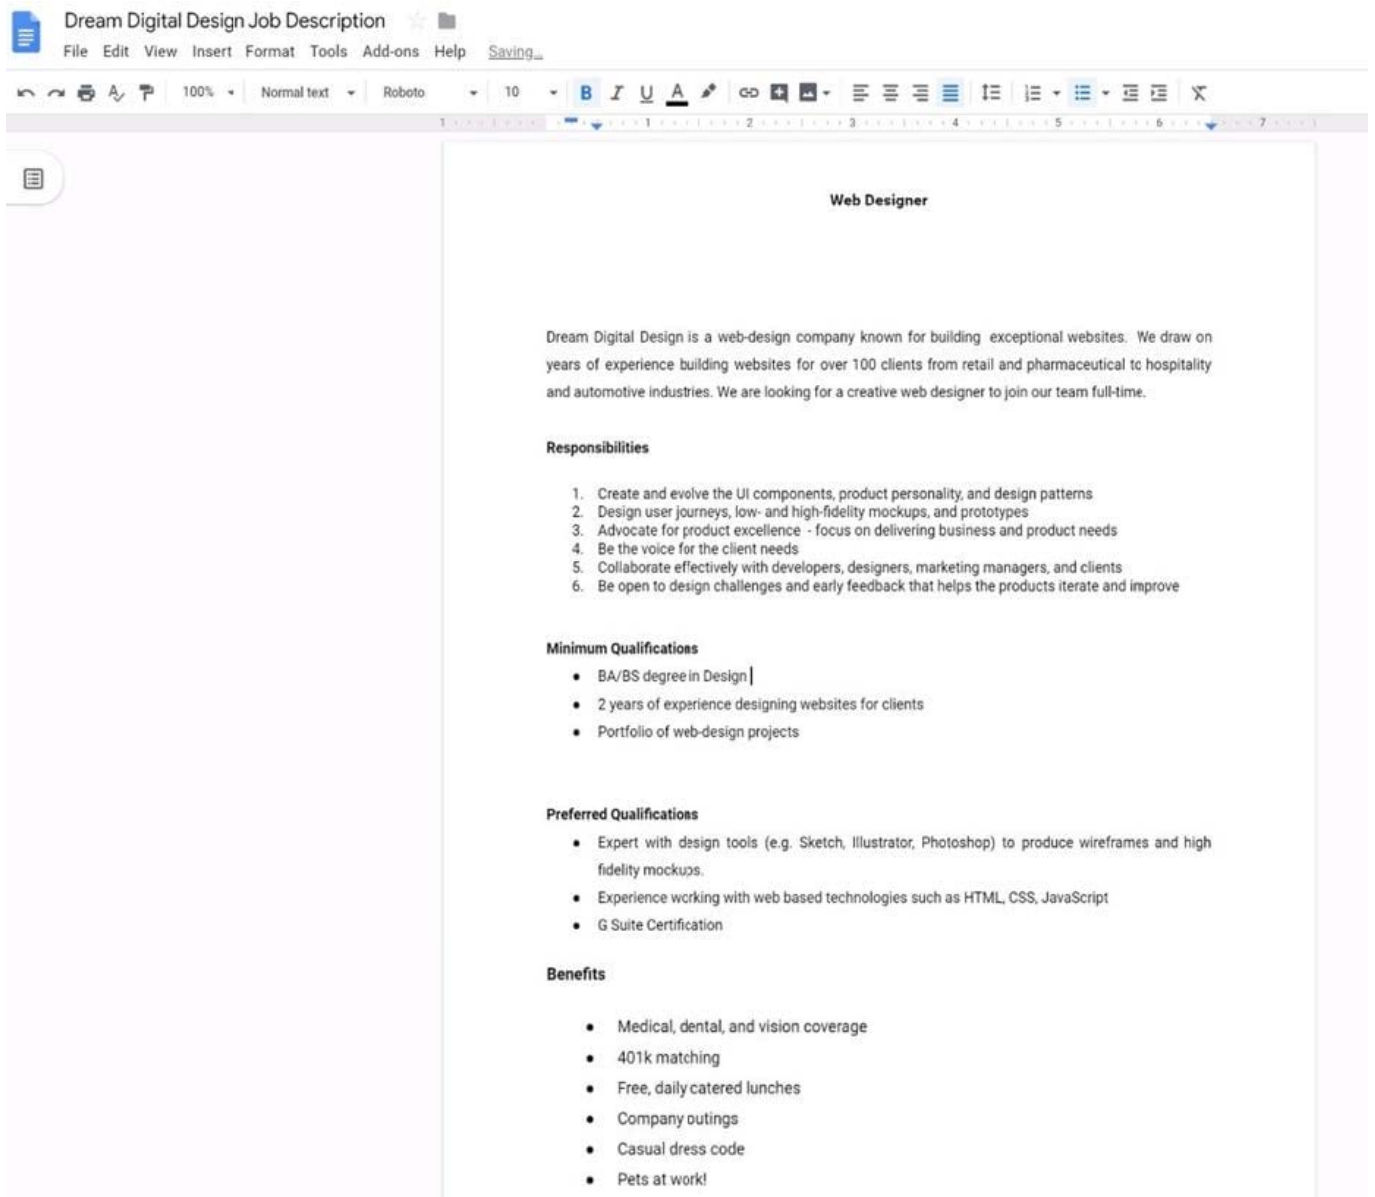 Dream Digital Design Job Description
File Edit View Insert Format Tools Add-ons Help Saving...
100% Normal text Roboto 10 B I U A
1 1 2 3 4 5 6 7
Web Designer
Dream Digital Design is a web-design company known for building exceptional websites. We draw on
years of experience building websites for over 100 clients from retail and pharmaceutical to hospitality
and automotive industries. We are looking for a creative web designer to join our team full-time.
Responsibilities
1. Create and evolve the UI components, product personality, and design patterns
2. Design user journeys, low- and high-fidelity mockups, and prototypes
3. Advocate for product excellence - focus on delivering business and product needs
4. Be the voice for the client needs
5. Collaborate effectively with developers, designers, marketing managers, and clients
6. Be open to design challenges and early feedback that helps the products iterate and improve
Minimum Qualifications
● BA/BS degree in Design
● 2 years of experience designing websites for clients
● Portfolio of web-design projects
Preferred Qualifications
● Expert with design tools (e.g. Sketch, Illustrator, Photoshop) to produce wireframes and high
fidelity mockups.
● Experience working with web based technologies such as HTML, CSS, JavaScript
● G Suite Certification
Benefits
● Medical, dental, and vision coverage
● 401k matching
● Free, daily catered lunches
● Company outings
● Casual dress code
● Pets at work!